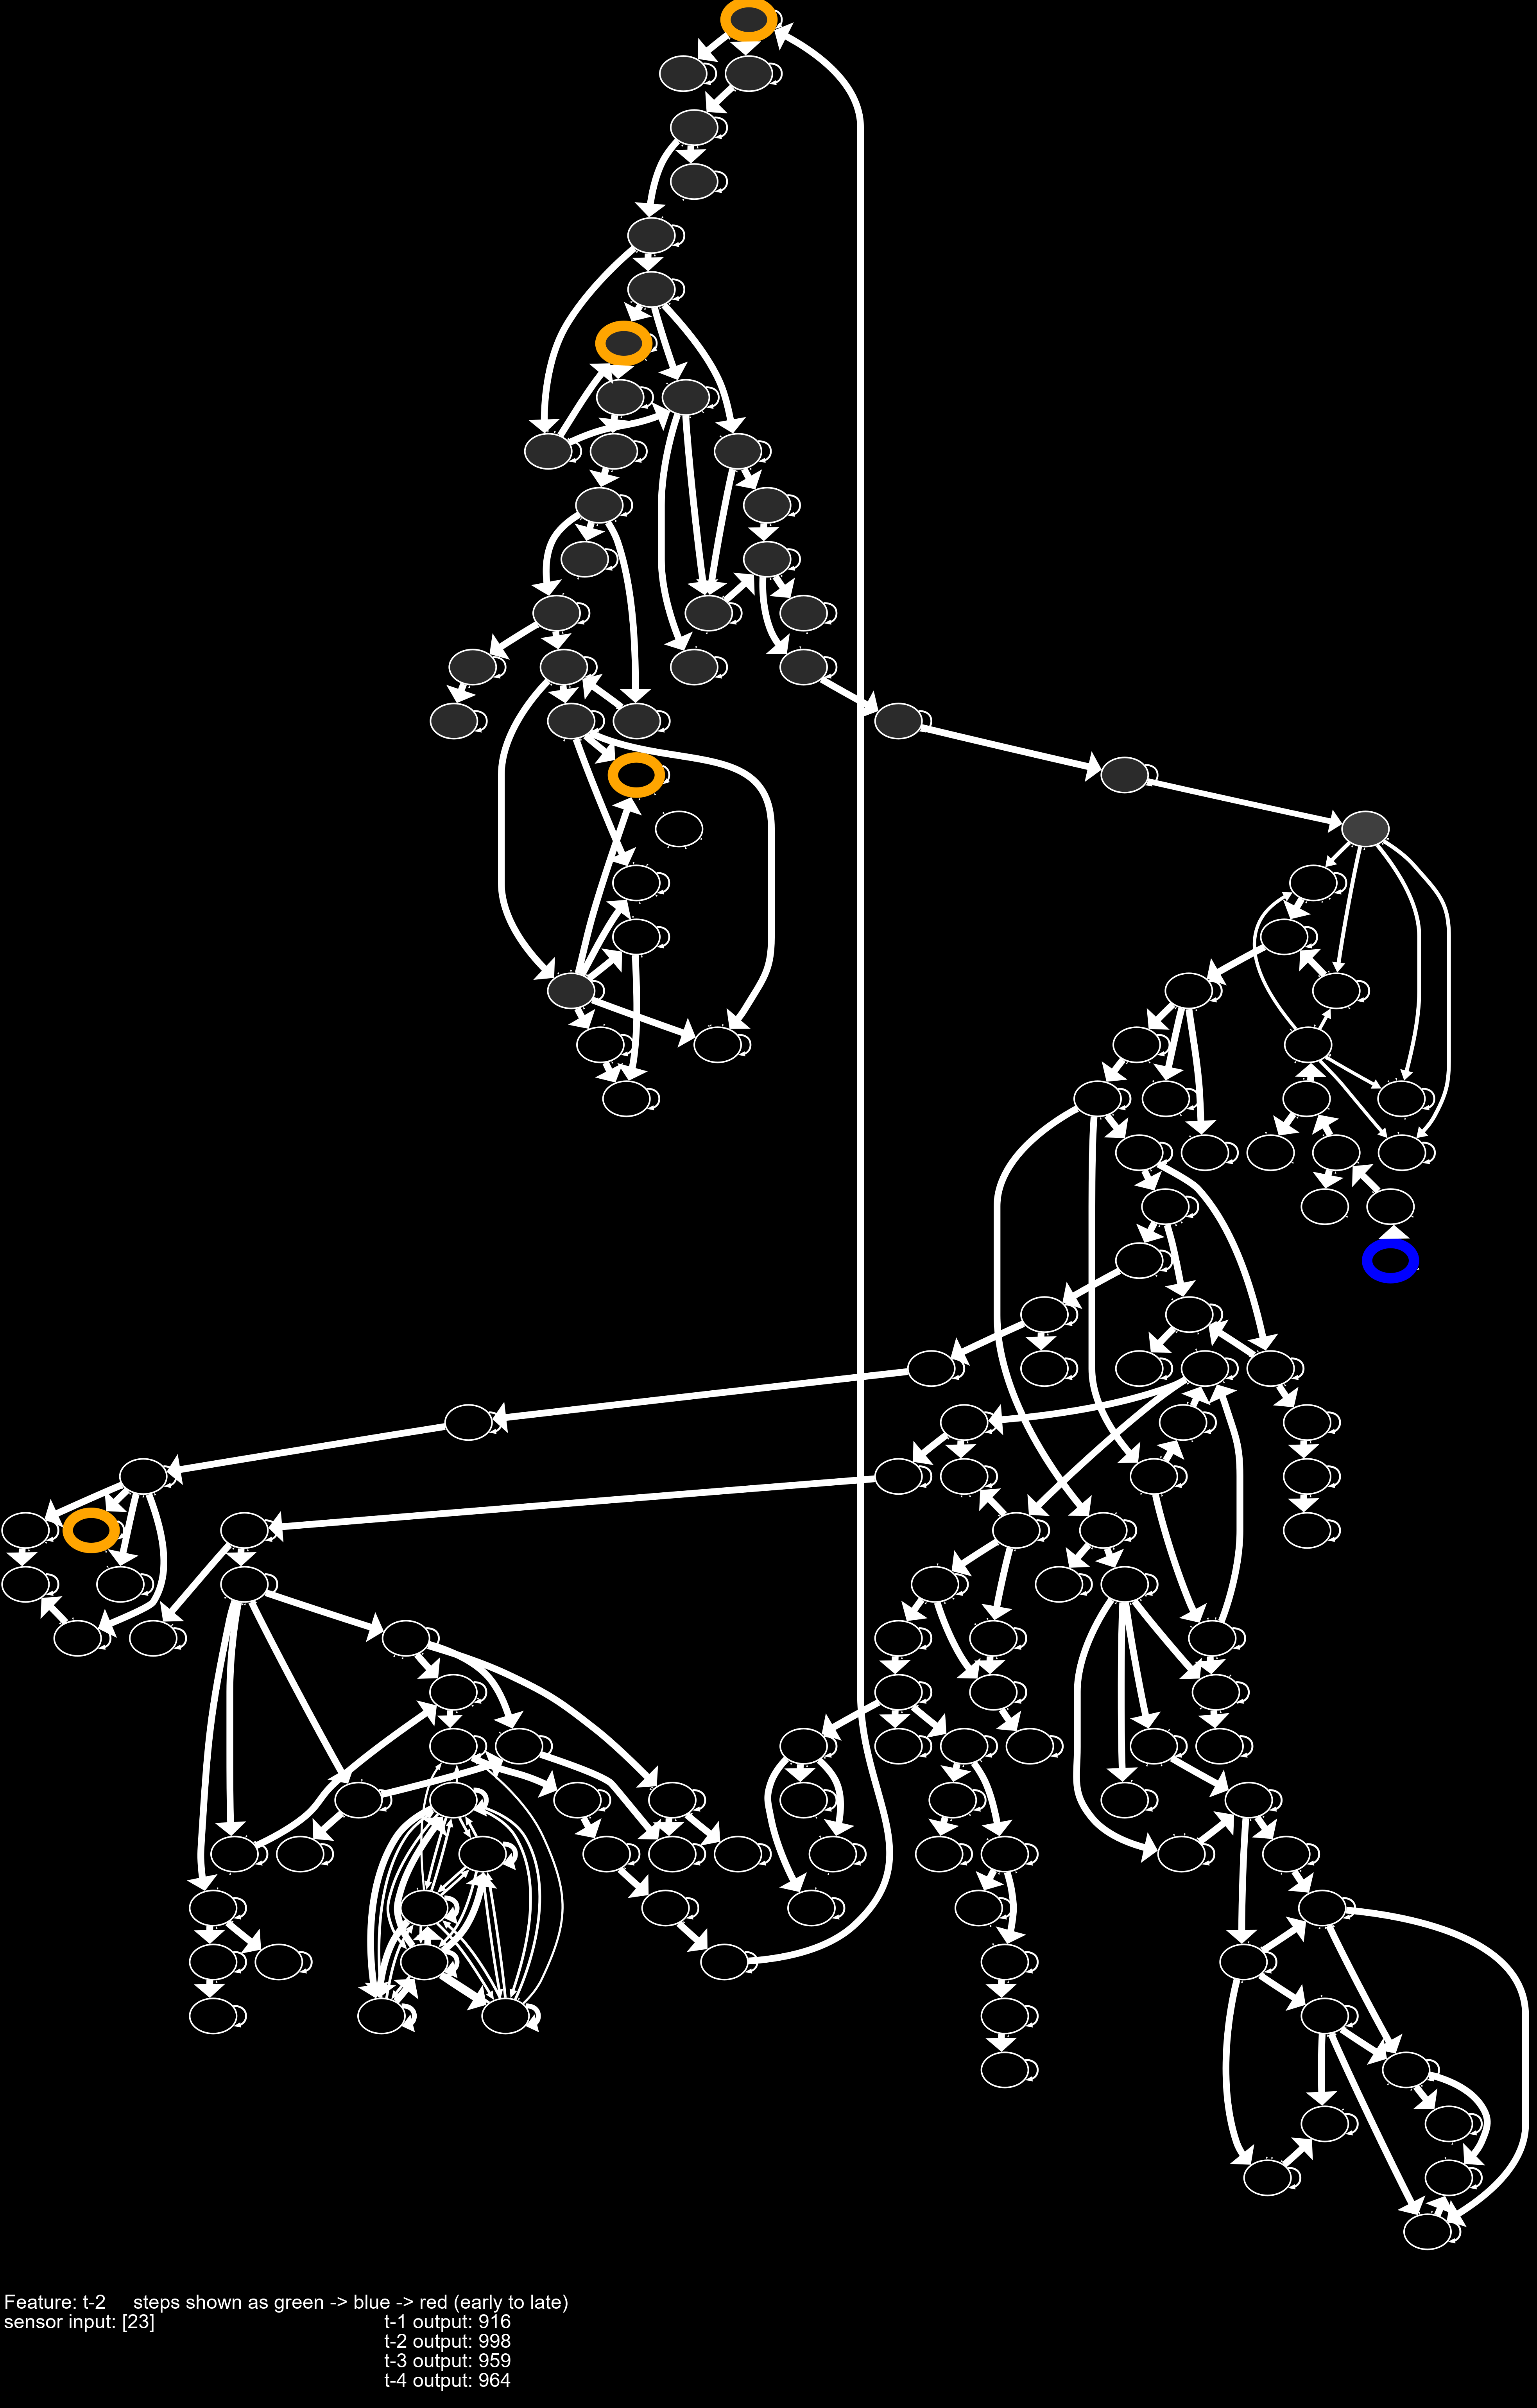 Feature: t-2 steps shown as green -> blue -> red (early to late)
sensor input: [23] t-1 output: 916
t-2 output: 998
t-3 output: 959
t-4 output: 964